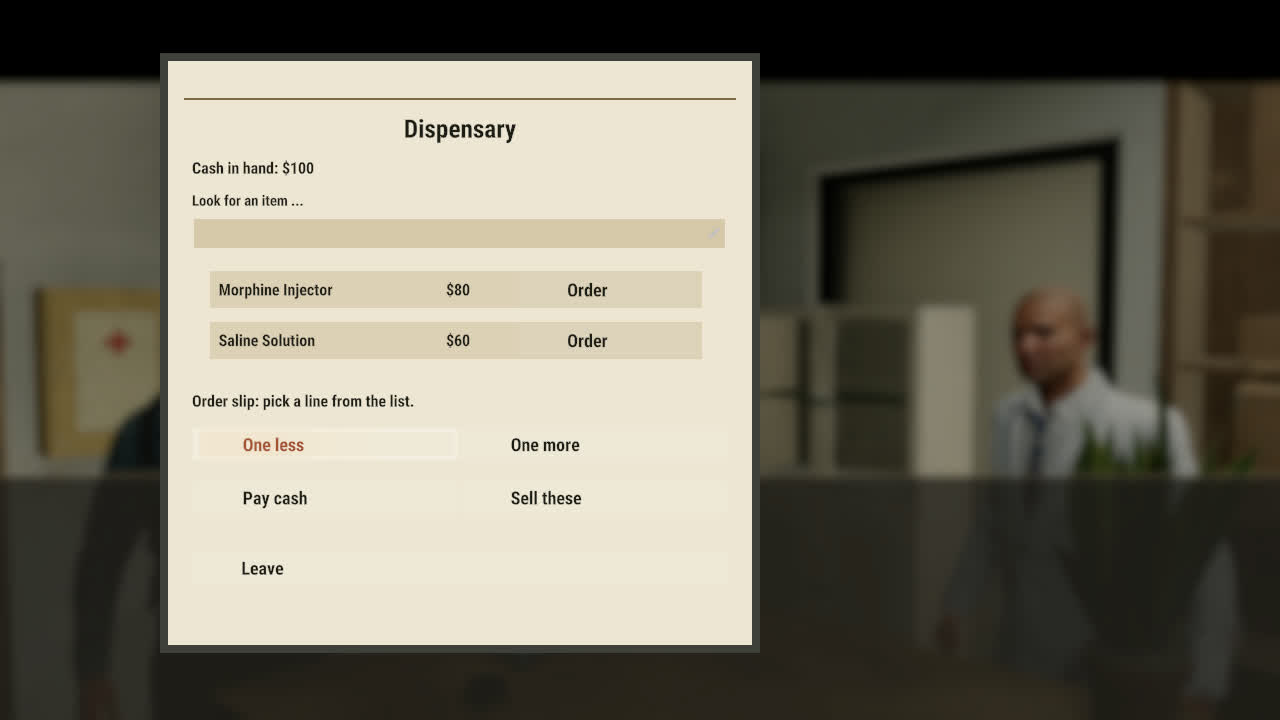 Dispensary
Cash in hand: $100
Look for an item ...
Morphine Injector $80 Order
Saline Solution $60 Order
Order slip: pick a line from the list.
One less One more
Pay cash Sell these
Leave